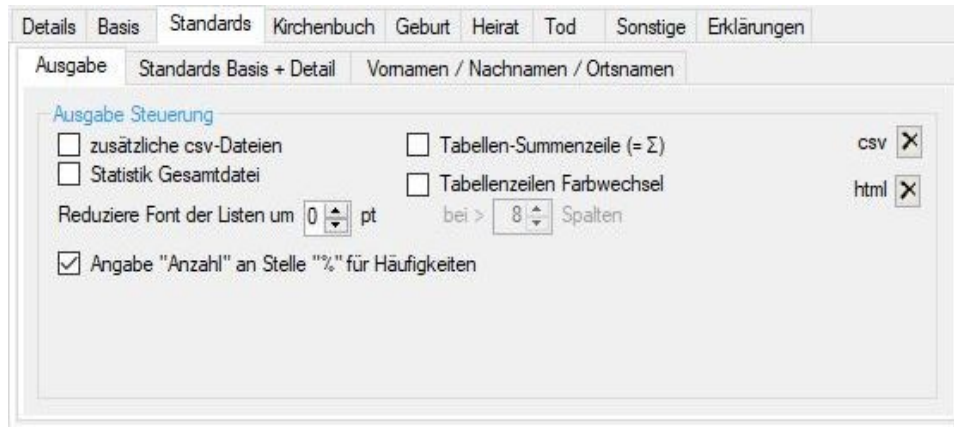 Details Basis Standards Kirchenbuch Geburt Heirat Tod Sonstige Erklärungen
Ausgabe Standards Basis + Detail Vornamen / Nachnamen / Ortsnamen
Ausgabe Steuerung
zusätzliche csv-Dateien Tabellen-Summenzeile (= Σ) csv
Statistik Gesamtdatei Tabellenzeilen Farbwechsel html
Reduziere Font der Listen um 0 pt bei > 8 Spalten
Angabe "Anzahl" an Stelle "%" für Häufigkeiten